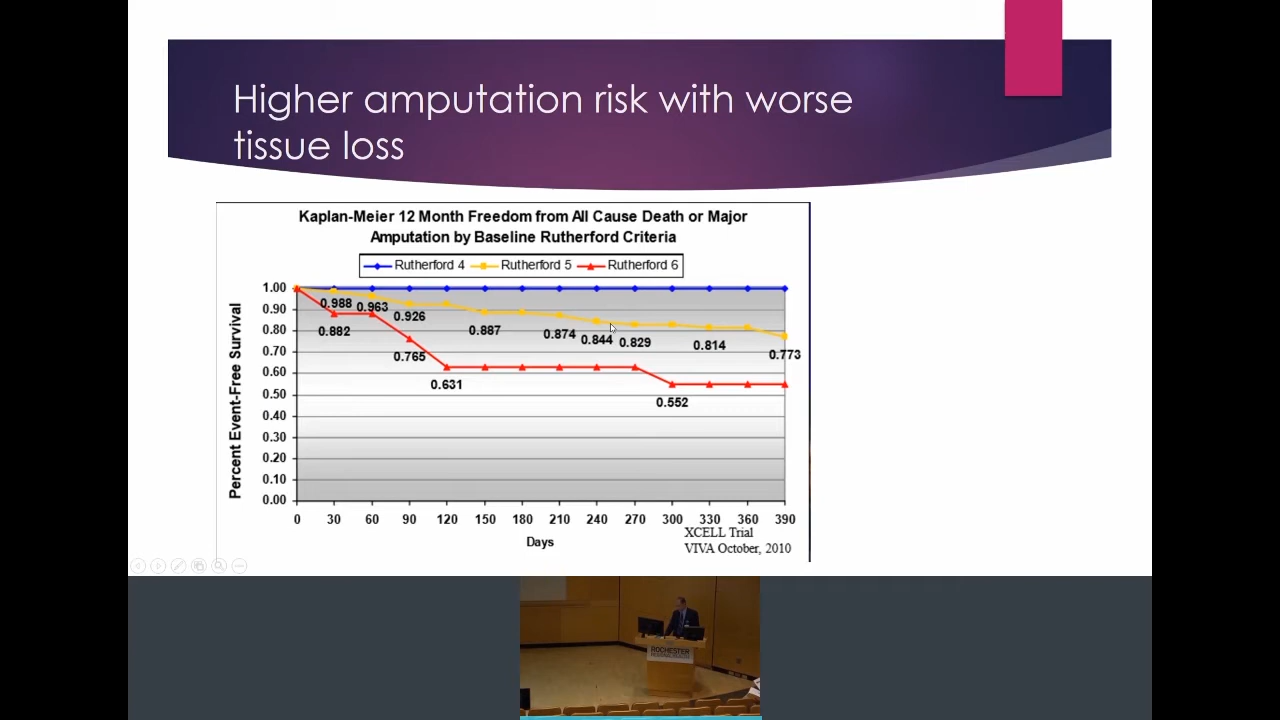 Higher amputation risk with worse
tissue loss
Kaplan-Meier 12 Month Freedom from All Cause Death or Major
Amputation by Baseline Rutherford Criteria
Rutherford 4 Rutherford 5 Rutherford 6
Percent Event-Free Survival
1.00
0.90
0.80
0.70
0.60
0.50
0.40
0.30
0.20
0.10
0.00
0.988 0.963
0.926
0.887
0.874
0.844
0.829
0.814
0.773
0.882
0.765
0.631
0.552
0 30 60 90 120 150 180 210 240 270 300 330 360 390
Days
XCELL Trial
VIVA October, 2010
ROCHESTER